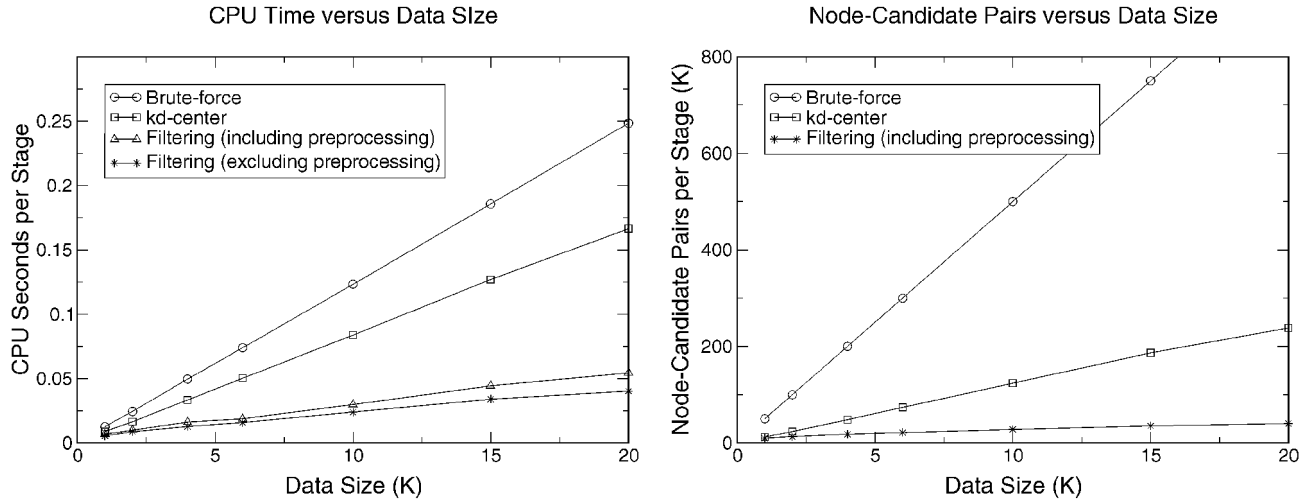 CPU Time versus Data SIze
CPU Seconds per Stage
0.25
0.2
0.15
0.1
0.05
0
Brute-force
kd-center
Filtering (including preprocessing)
Filtering (excluding preprocessing)
0 5 10 15 20
Data Size (K)
Node-Candidate Pairs versus Data Size
Node-Candidate Pairs per Stage (K)
800
600
400
200
0
Brute-force
kd-center
Filtering (including preprocessing)
0 5 10 15 20
Data Size (K)